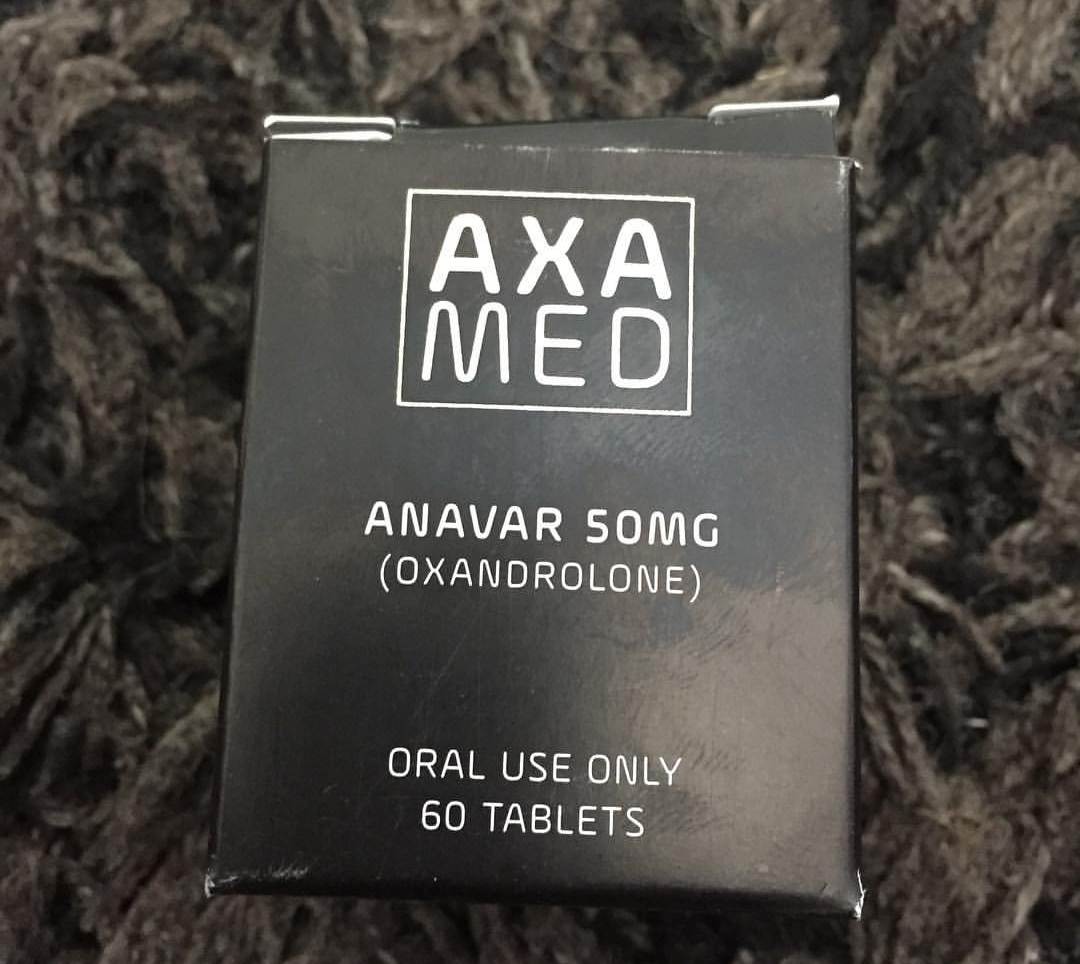 AXA
MED
ANAVAR 50MG
(OXANDROLONE)
ORAL USE ONLY
60 TABLETS